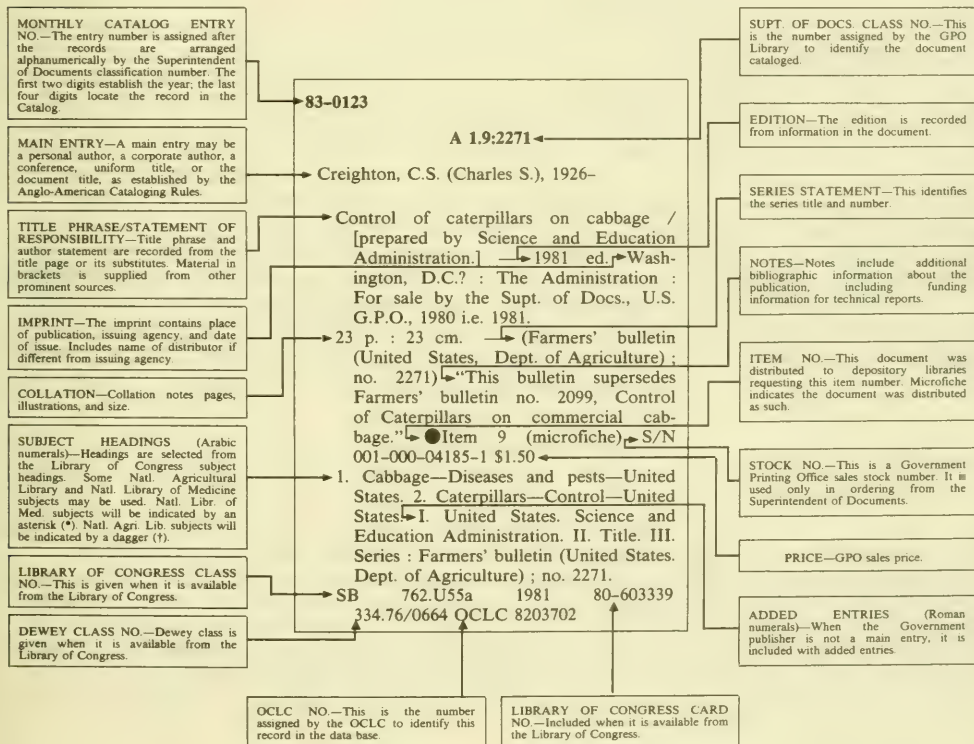 MONTHLY CATALOG ENTRY
NO.—The entry number is assigned after
the records are arranged
alphanumerically by the Superintendent
of Documents classification number. The
first two digits establish the year; the last
four digits locate the record in the
Catalog.
MAIN ENTRY—A main entry may be
a personal author, a corporate author, a
conference, uniform title, or the
document title, as established by the
Anglo-American Cataloging Rules.
TITLE PHRASE/STATEMENT OF
RESPONSIBILITY—Title phrase and
author statement are recorded from the
title page or its substitutes. Material in
brackets is supplied from other
prominent sources.
IMPRINT—The imprint contains place
of publication, issuing agency, and date
of issue. Includes name of distributor if
different from issuing agency.
COLLATION—Collation notes pages,
illustrations, and size.
SUBJECT HEADINGS (Arabic
numerals)—Headings are selected from
the Library of Congress subject
headings. Some Natl. Agricultural
Library and Natl. Library of Medicine
subjects may be used. Natl. Libr. of
Med. subjects will be indicated by an
asterisk (*). Natl. Agri. Lib. subjects will
be indicated by a dagger (†).
LIBRARY OF CONGRESS CLASS
NO.—This is given when it is available
from the Library of Congress.
DEWEY CLASS NO.—Dewey class is
given when it is available from the
Library of Congress.
83-0123
A 1.9:2271
Creighton, C.S. (Charles S.), 1926-
Control of caterpillars on cabbage /
[prepared by Science and Education
Administration.] 1981 ed. Wash-
ington, D.C.? : The Administration :
For sale by the Supt. of Docs., U.S.
G.P.O., 1980 i.e. 1981.
23 p. : 23 cm. (Farmers' bulletin
(United States, Dept. of Agriculture) ;
no. 2271) "This bulletin supersedes
Farmers' bulletin no. 2099, Control
of Caterpillars on commercial cab-
bage." ●Item 9 (microfiche) S/N
001-000-04185-1 $1.50
1. Cabbage—Diseases and pests—United
States. 2. Caterpillars—Control—United
States. I. United States. Science and
Education Administration. II. Title. III.
Series : Farmers' bulletin (United States.
Dept. of Agriculture) ; no. 2271.
SB 762.U55a 1981 80-603339
334.76/0664 OCLC 8203702
SUPT. OF DOCS. CLASS NO.—This
is the number assigned by the GPO
Library to identify the document
cataloged.
EDITION—The edition is recorded
from information in the document.
SERIES STATEMENT—This identifies
the series title and number.
NOTES—Notes include additional
bibliographic information about the
publication, including funding
information for technical reports.
ITEM NO.—This document was
distributed to depository libraries
requesting this item number. Microfiche
indicates the document was distributed
as such.
STOCK NO.—This is a Government
Printing Office sales stock number. It is
used only in ordering from the
Superintendent of Documents.
PRICE—GPO sales price.
ADDED ENTRIES (Roman
numerals)—When the Government
publisher is not a main entry, it is
included with added entries.
OCLC NO.—This is the number
assigned by the OCLC to identify this
record in the data base.
LIBRARY OF CONGRESS CARD
NO.—Included when it is available from
the Library of Congress.